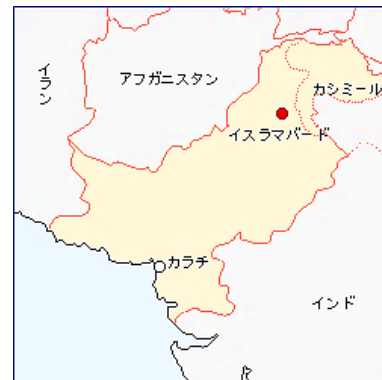 イラン
アフガニスタン
カシミール
イスラマバード
カラチ
インド